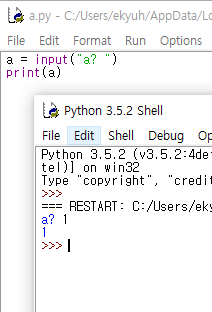 a.py - C:/Users/ekyuh/AppData/Lo
File Edit Format Run Options
a = input("a? ")
print(a)
Python 3.5.2 Shell
File Edit Shell Debug Options
Python 3.5.2 (v3.5.2:4def
tel)] on win32
Type "copyright", "credit
>>>
=== RESTART: C:/Users/eky
a? 1
1
>>>